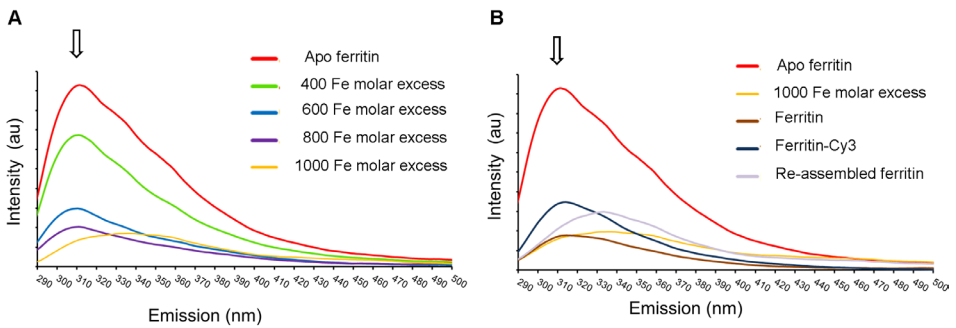 A
Apo ferritin
400 Fe molar excess
600 Fe molar excess
800 Fe molar excess
1000 Fe molar excess
Intensity (au)
290 300 310 320 330 340 350 360 370 380 390 400 410 420 430 440 450 460 470 480 490 500
Emission (nm)
B
Apo ferritin
1000 Fe molar excess
Ferritin
Ferritin-Cy3
Re-assembled ferritin
Intensity (au)
290 300 310 320 330 340 350 360 370 380 390 400 410 420 430 440 450 460 470 480 490 500
Emission (nm)